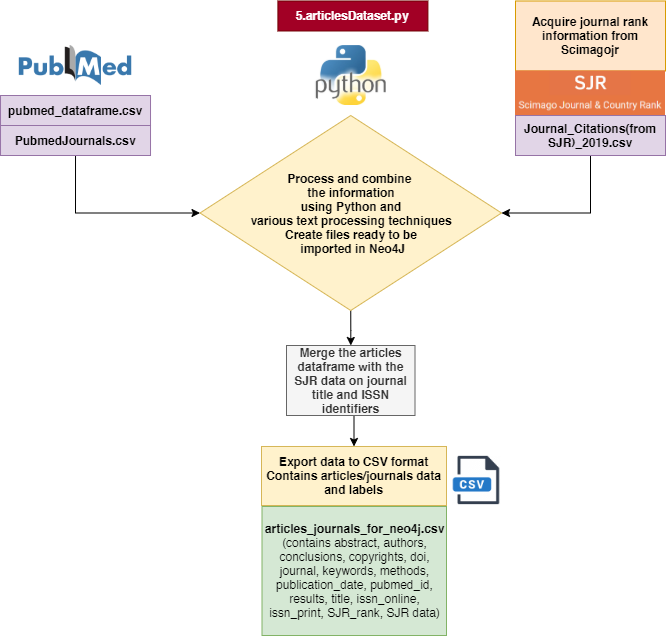 5.articlesDataset.py
PubMed
pubmed_dataframe.csv
PubmedJournals.csv
python
Acquire journal rank
information from
Scimagojr
SJR
Scimago Journal & Country Rank
Journal_Citations(from
SJR)_2019.csv
Process and combine
the information
using Python and
various text processing techniques
Create files ready to be
imported in Neo4J
Merge the articles
dataframe with the
SJR data on journal
title and ISSN
identifiers
Export data to CSV format
Contains articles/journals data
and labels
CSV
articles_journals_for_neo4j.csv
(contains abstract, authors,
conclusions, copyrights, doi,
journal, keywords, methods,
publication_date, pubmed_id,
results, title, issn_online,
issn_print, SJR_rank, SJR data)